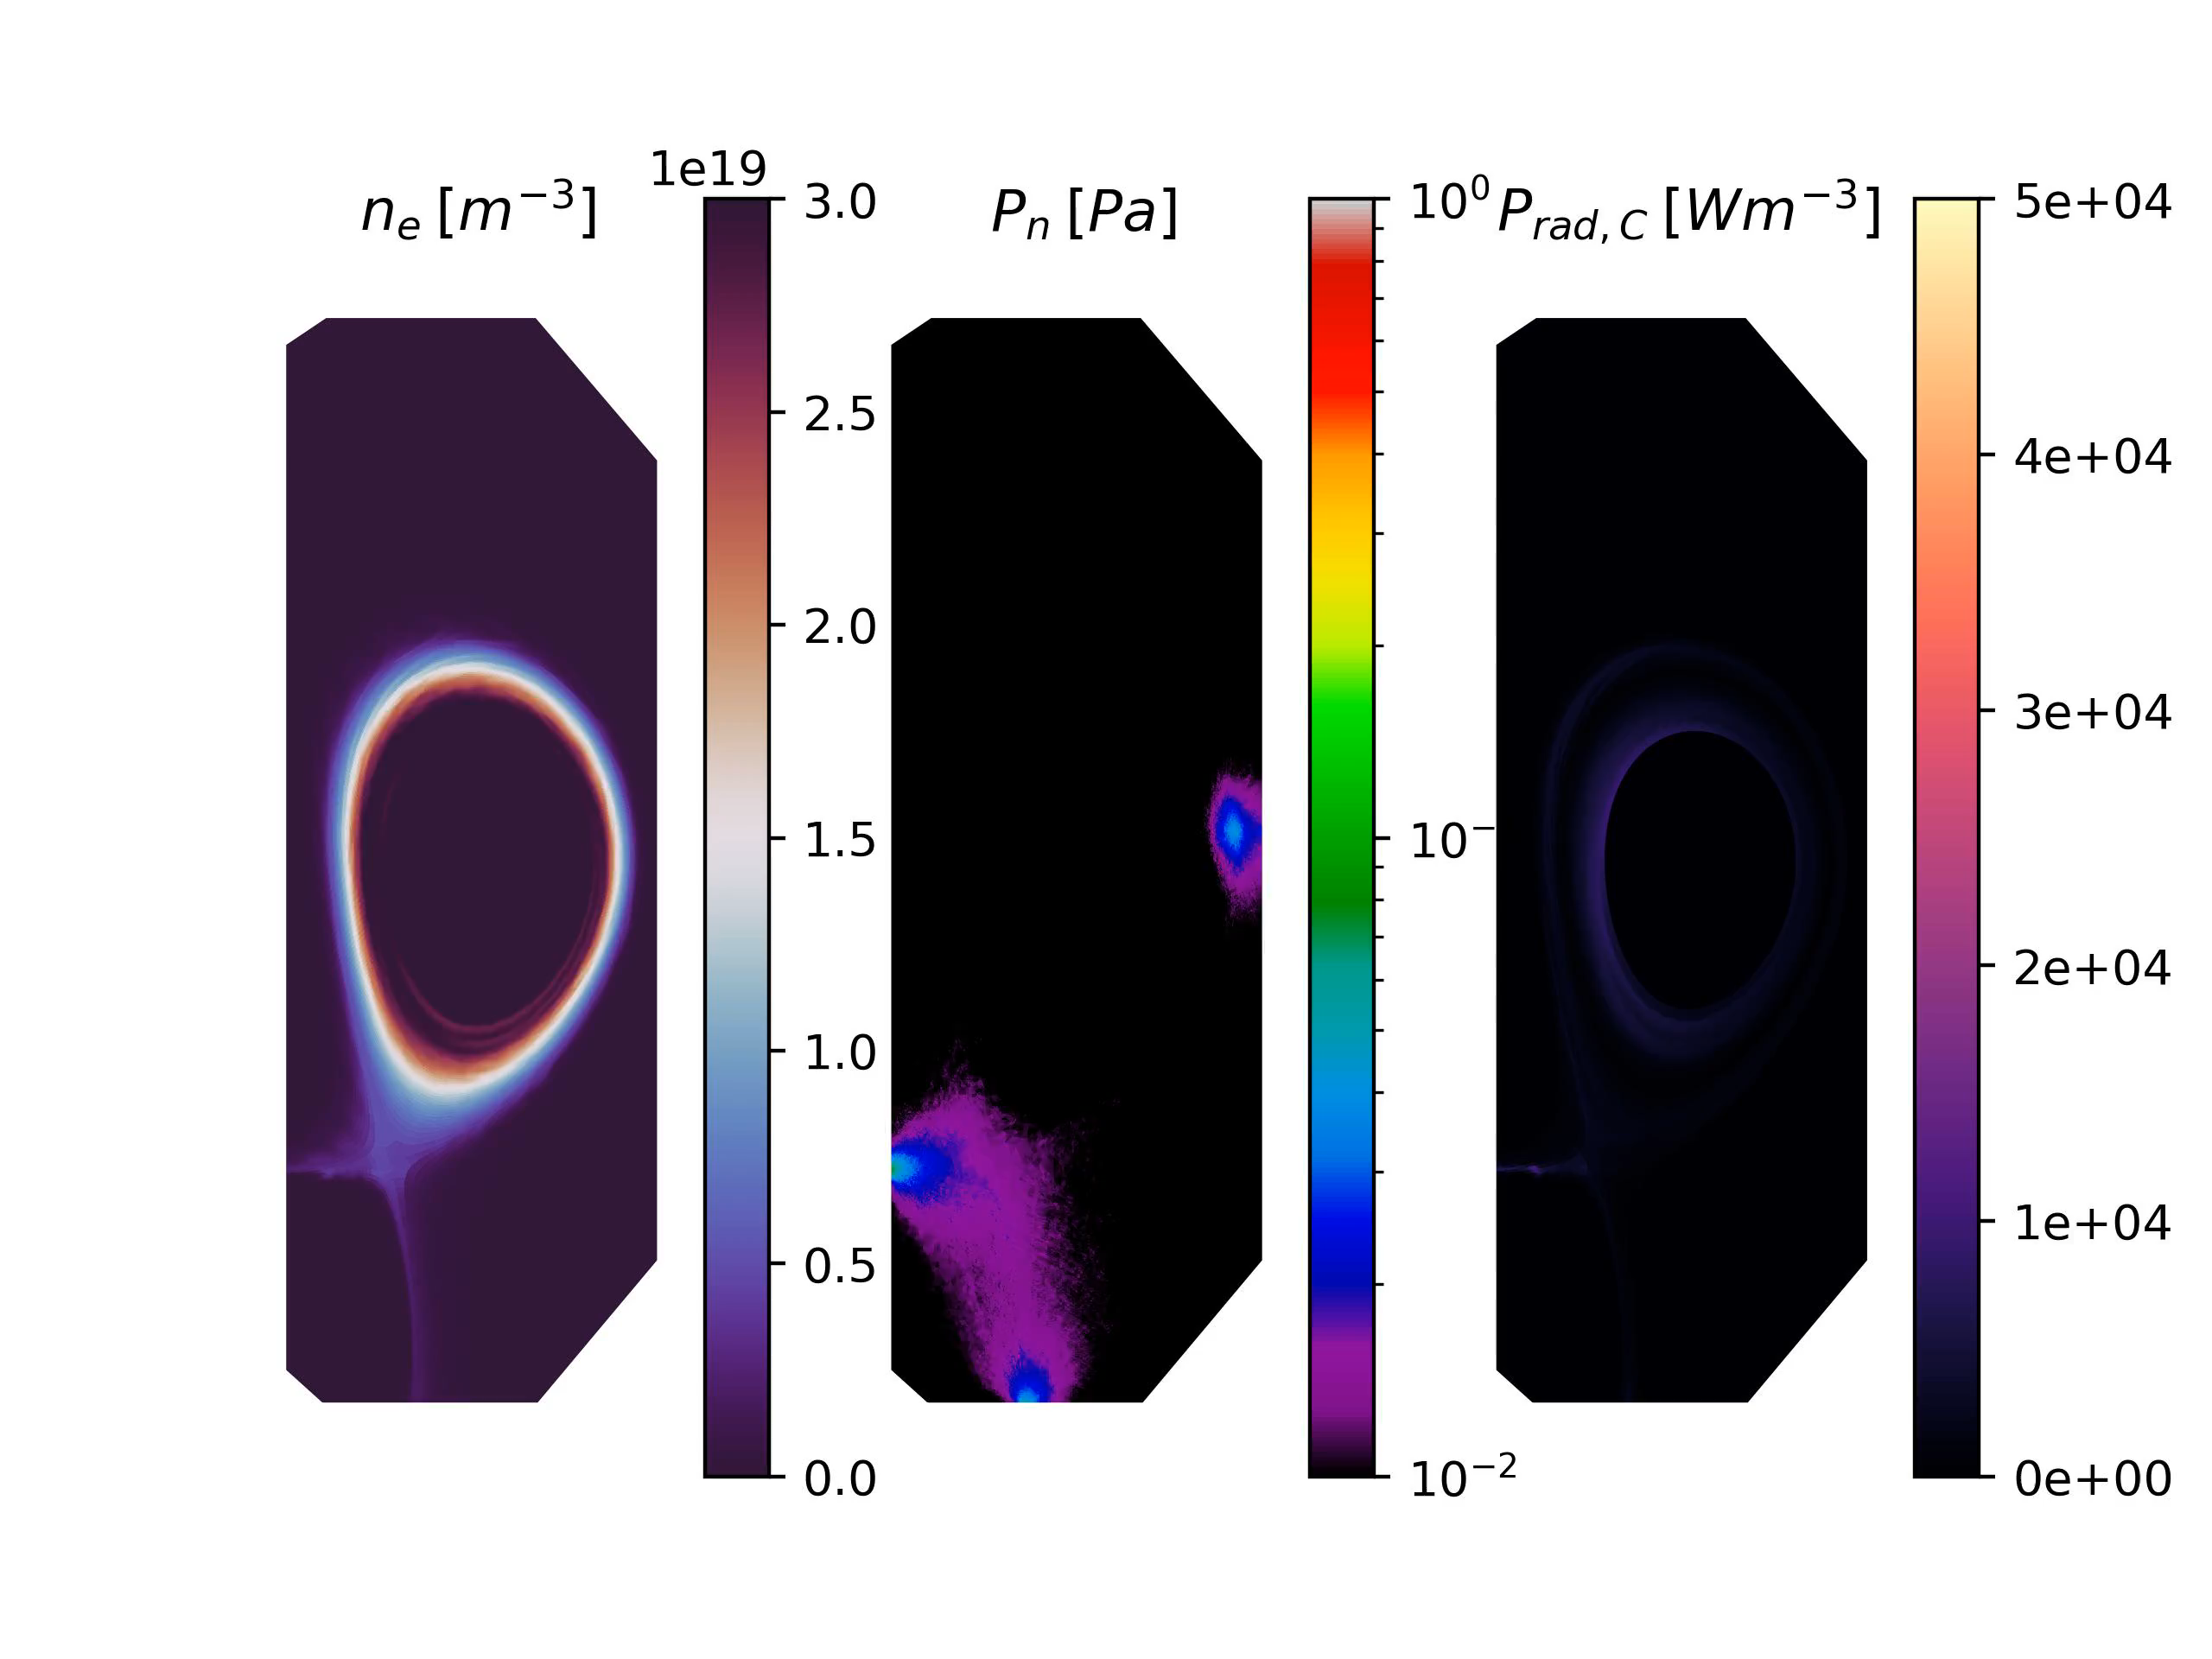 1e19
n_e [m^{-3}]
3.0
2.5
2.0
1.5
1.0
0.5
0.0
P_n [Pa]
10^0
10^-
10^{-2}
P_{rad, C} [Wm^{-3}]
5e+04
4e+04
3e+04
2e+04
1e+04
0e+00